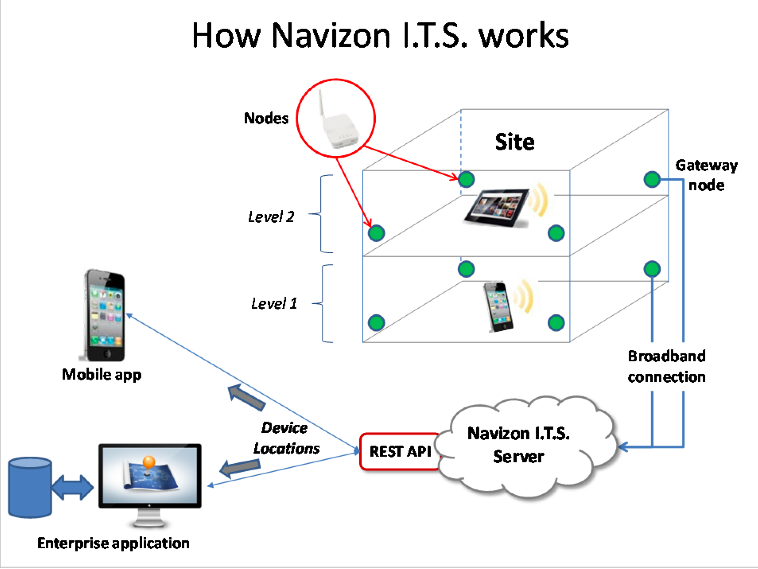 How Navizon I.T.S. works
Nodes
Site
Gateway
node
Level 2
Level 1
Mobile app
Broadband
connection
Device
Locations
REST API
Navizon I.T.S.
Server
Enterprise application